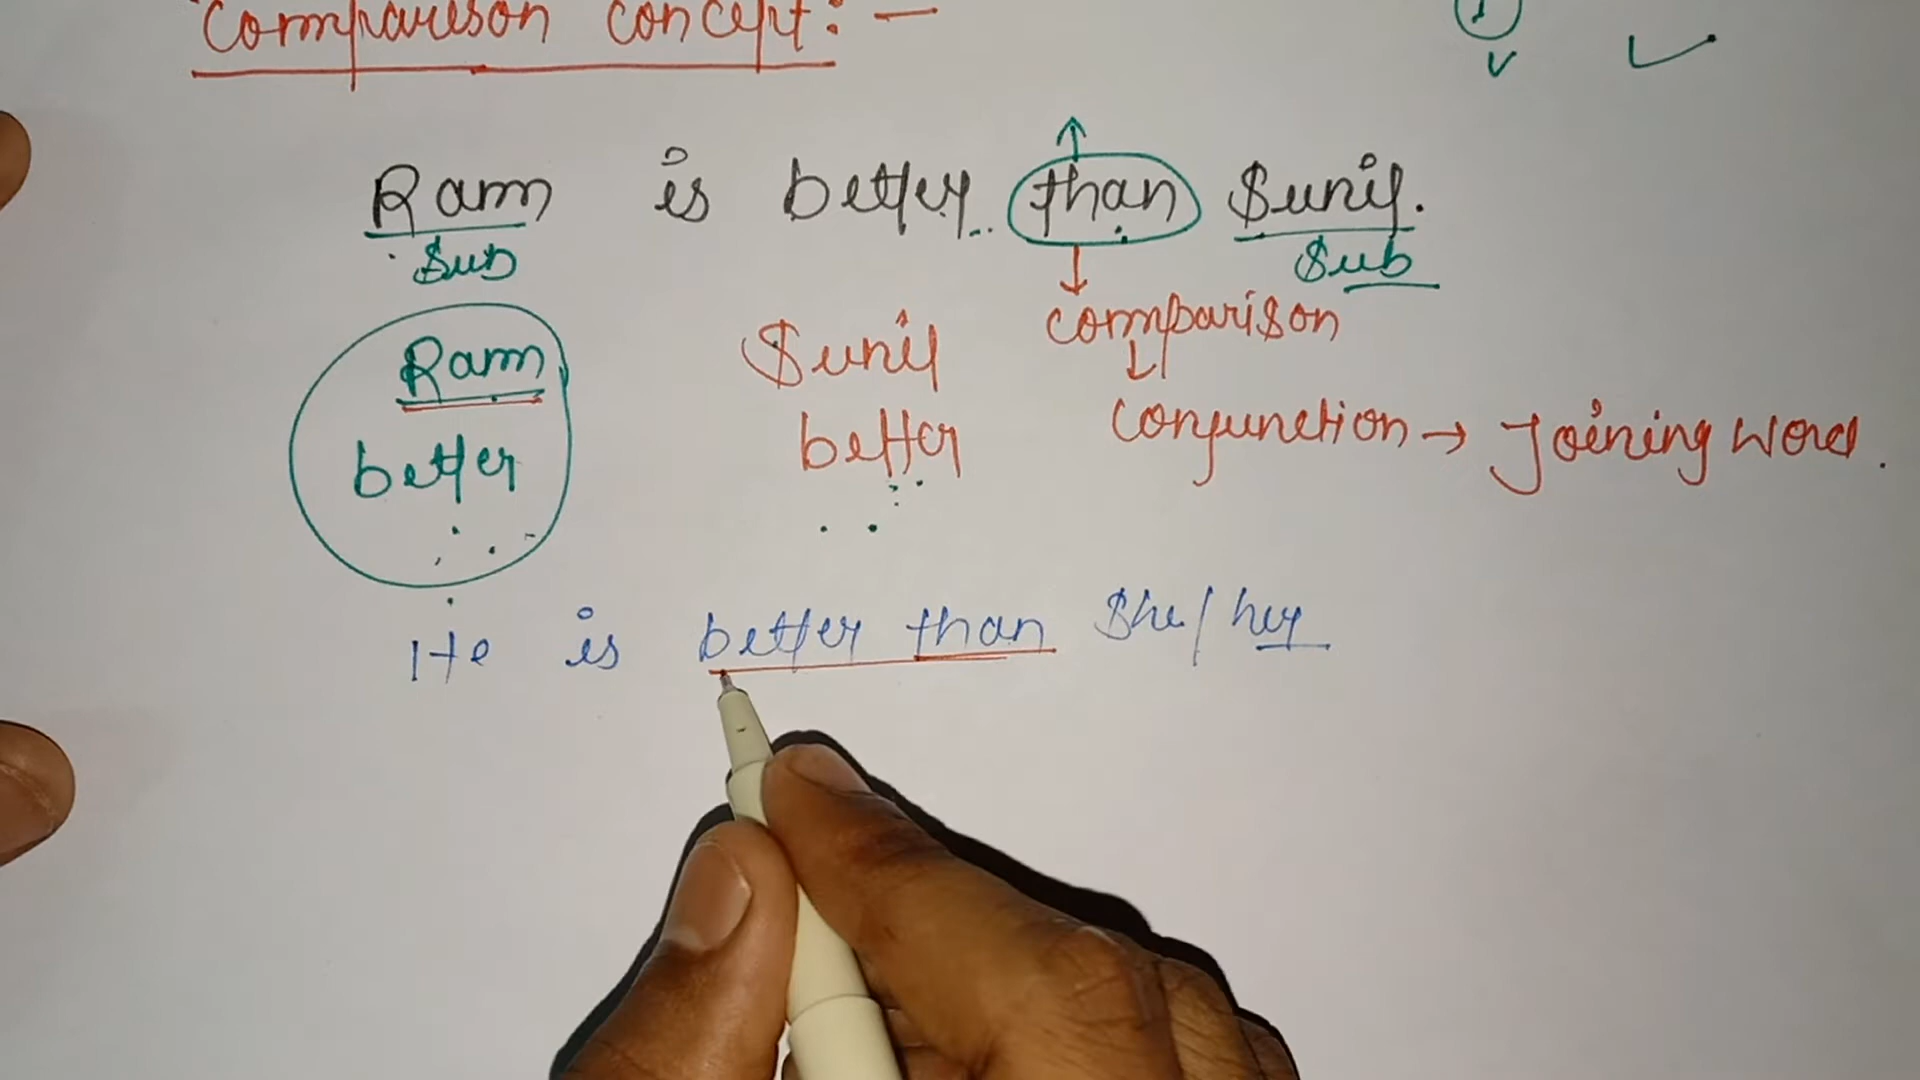 Comparison concept: -
1
Ram is better than Sunil.
Sub Sub
Ram Sunil comparison
better better conjunction → Joining word.
He is better than She/her